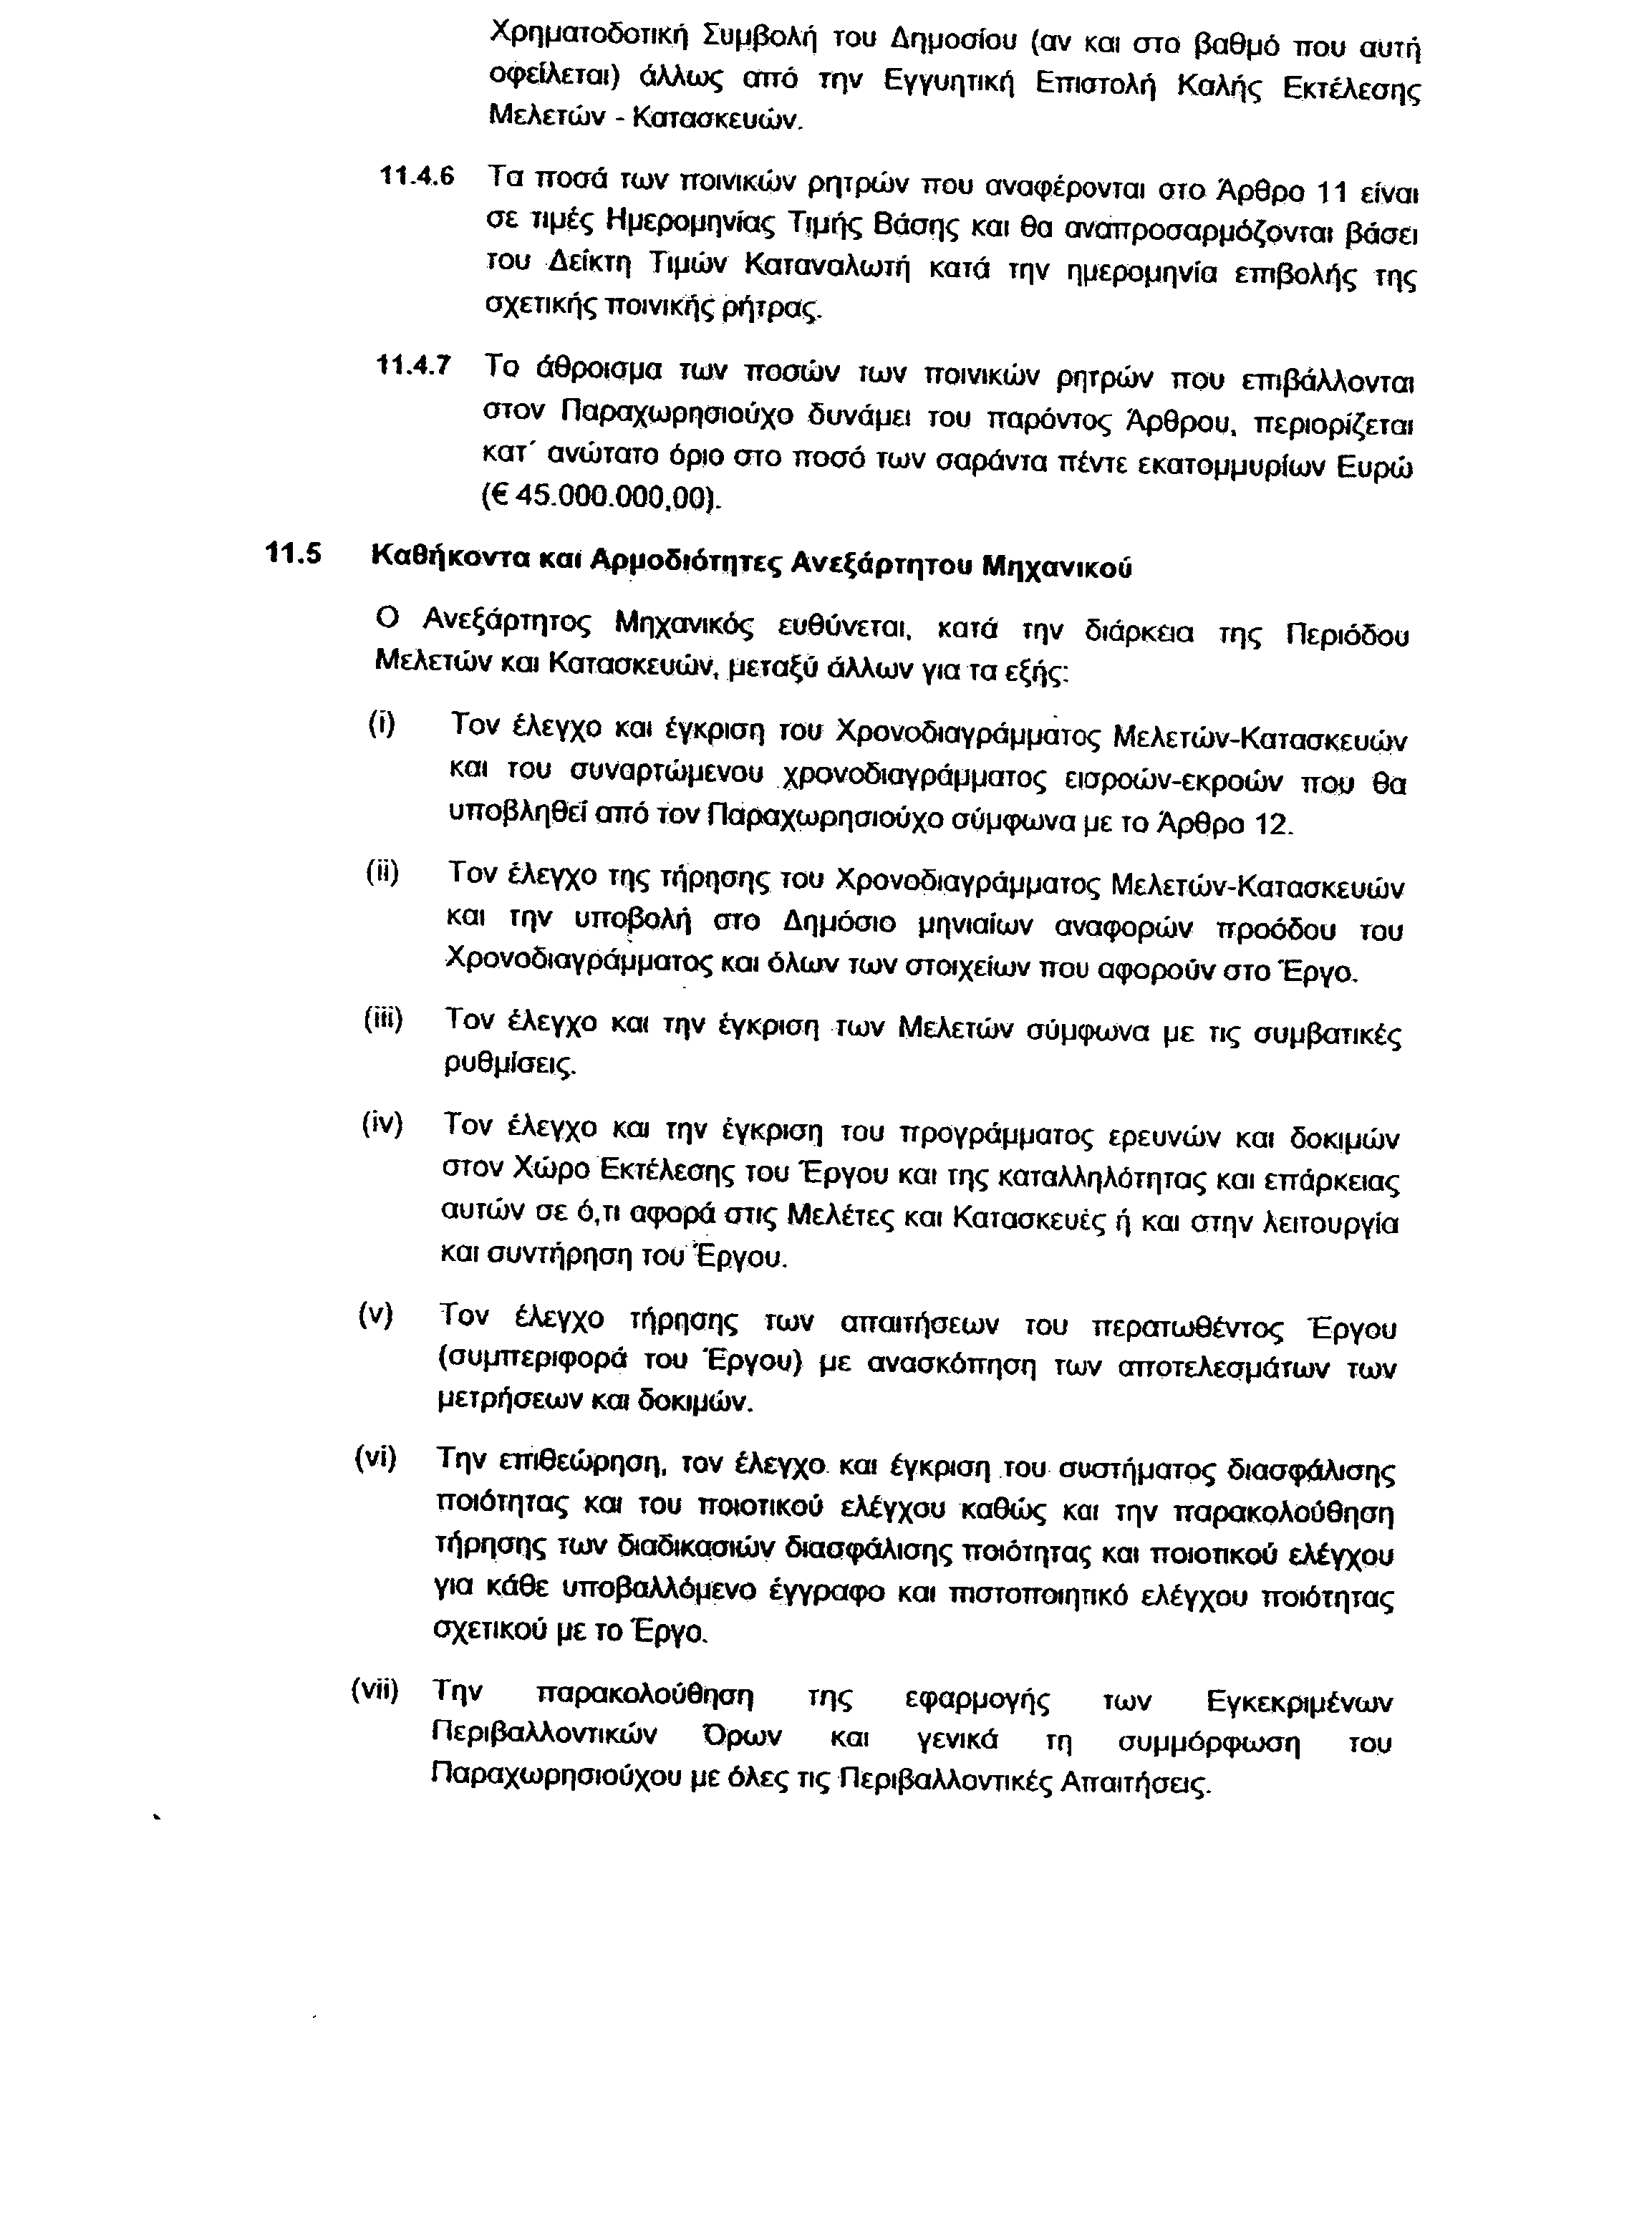 Χρηματοδοτική Συμβολή του Δημοσίου (αν και στο βαθμό που αυτή
οφείλεται) άλλως από την Εγγυητική Επιστολή Καλής Εκτέλεσης
Μελετών - Κατασκευών.
11.4.6 Τα ποσά των ποινικών ρητρών που αναφέρονται στο Άρθρο 11 είναι
σε τιμές Ημερομηνίας Τιμής Βάσης και θα αναπροσαρμόζονται βάσει
του Δείκτη Τιμών Καταναλωτή κατά την ημερομηνία επιβολής της
σχετικής ποινικής ρήτρας.
11.4.7 Το άθροισμα των ποσών των ποινικών ρητρών που επιβάλλονται
στον Παραχωρησιούχο δυνάμει του παρόντος Άρθρου, περιορίζεται
κατ΄ ανώτατο όριο στο ποσό των σαράντα πέντε εκατομμυρίων Ευρώ
(€ 45.000.000,00).
11.5 Καθήκοντα και Αρμοδιότητες Ανεξάρτητου Μηχανικού
Ο Ανεξάρτητος Μηχανικός ευθύνεται, κατά την διάρκεια της Περιόδου
Μελετών και Κατασκευών, μεταξύ άλλων για τα εξής:
(i) Τον έλεγχο και έγκριση του Χρονοδιαγράμματος Μελετών-Κατασκευών
και του συναρτώμενου χρονοδιαγράμματος εισροών-εκροών που θα
υποβληθεί από τον Παραχωρησιούχο σύμφωνα με το Άρθρο 12.
(ii) Τον έλεγχο της τήρησης του Χρονοδιαγράμματος Μελετών-Κατασκευών
και την υποβολή στο Δημόσιο μηνιαίων αναφορών προόδου του
Χρονοδιαγράμματος και όλων των στοιχείων που αφορούν στο Έργο.
(iii) Τον έλεγχο και την έγκριση των Μελετών σύμφωνα με τις συμβατικές
ρυθμίσεις.
(iv) Τον έλεγχο και την έγκριση του προγράμματος ερευνών και δοκιμών
στον Χώρο Εκτέλεσης του Έργου και της καταλληλότητας και επάρκειας
αυτών σε ό,τι αφορά στις Μελέτες και Κατασκευές ή και στην λειτουργία
και συντήρηση του Έργου.
(v) Τον έλεγχο τήρησης των απαιτήσεων του περατωθέντος Έργου
(συμπεριφορά του Έργου) με ανασκόπηση των αποτελεσμάτων των
μετρήσεων και δοκιμών.
(vi) Την επιθεώρηση, τον έλεγχο και έγκριση του συστήματος διασφάλισης
ποιότητας και του ποιοτικού ελέγχου καθώς και την παρακολούθηση
τήρησης των διαδικασιών διασφάλισης ποιότητας και ποιοτικού ελέγχου
για κάθε υποβαλλόμενο έγγραφο και πιστοποιητικό ελέγχου ποιότητας
σχετικού με το Έργο.
(vii) Την παρακολούθηση της εφαρμογής των Εγκεκριμένων
Περιβαλλοντικών Όρων και γενικά τη συμμόρφωση του
Παραχωρησιούχου με όλες τις Περιβαλλοντικές Απαιτήσεις.